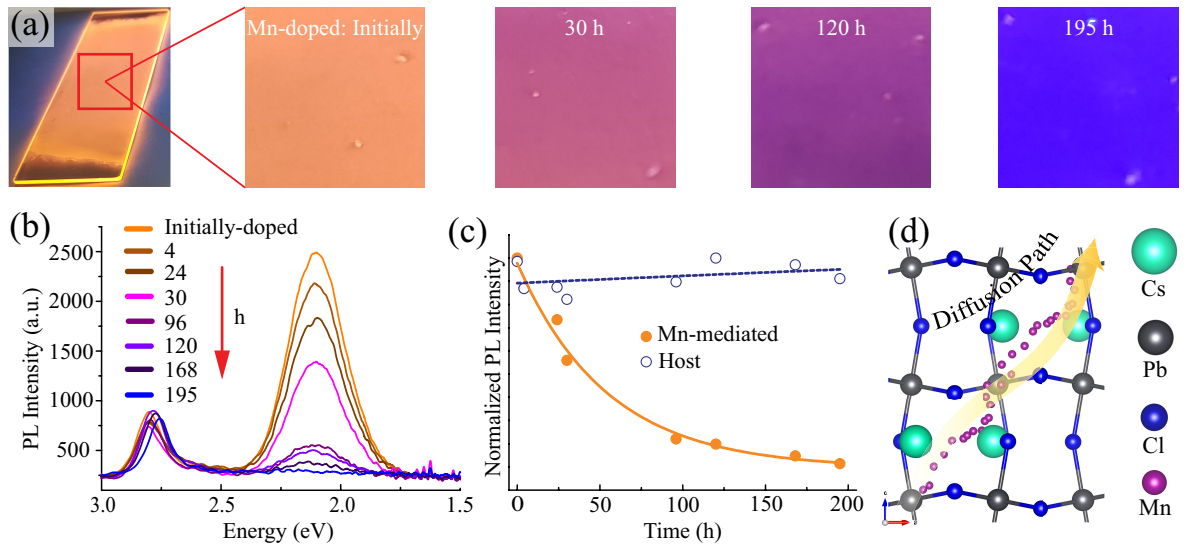 (a)
Mn-doped: Initially
30 h
120 h
195 h
(b)
Initially-doped
4
24
30
96
120
168
195
h
2500
2000
1500
1000
500
PL Intensity (a.u.)
3.0
2.5
2.0
1.5
Energy (eV)
(c)
Normalized PL Intensity
Mn-mediated
Host
0
50
100
150
200
Time (h)
(d)
Diffusion Path
Cs
Pb
Cl
Mn